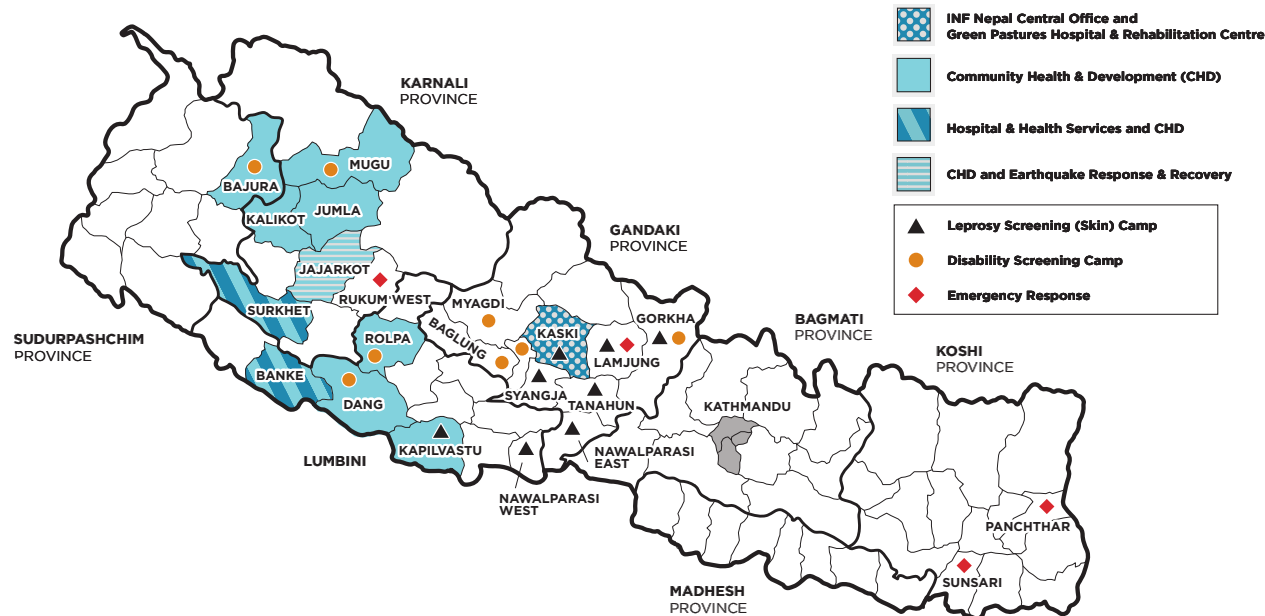 INF Nepal Central Office and
Green Pastures Hospital & Rehabilitation Centre
Community Health & Development (CHD)
Hospital & Health Services and CHD
CHD and Earthquake Response & Recovery
Leprosy Screening (Skin) Camp
Disability Screening Camp
Emergency Response
KARNALI
PROVINCE
MUGU
BAJURA
JUMLA
KALIKOT
GANDAKI
PROVINCE
JAJARKOT
RUKUM WEST
MYAGDI
SURKHET
GORKHA
BAGMATI
PROVINCE
BAGLUNG
KASKI
SUDURPASHCHIM
PROVINCE
ROLPA
LAMJUNG
KOSHI
PROVINCE
BANKE
SYANGJA
DANG
TANAHUN
KATHMANDU
KAPILVASTU
NAWALPARASI
EAST
LUMBINI
NAWALPARASI
WEST
PANCHTHAR
SUNSARI
MADHESH
PROVINCE